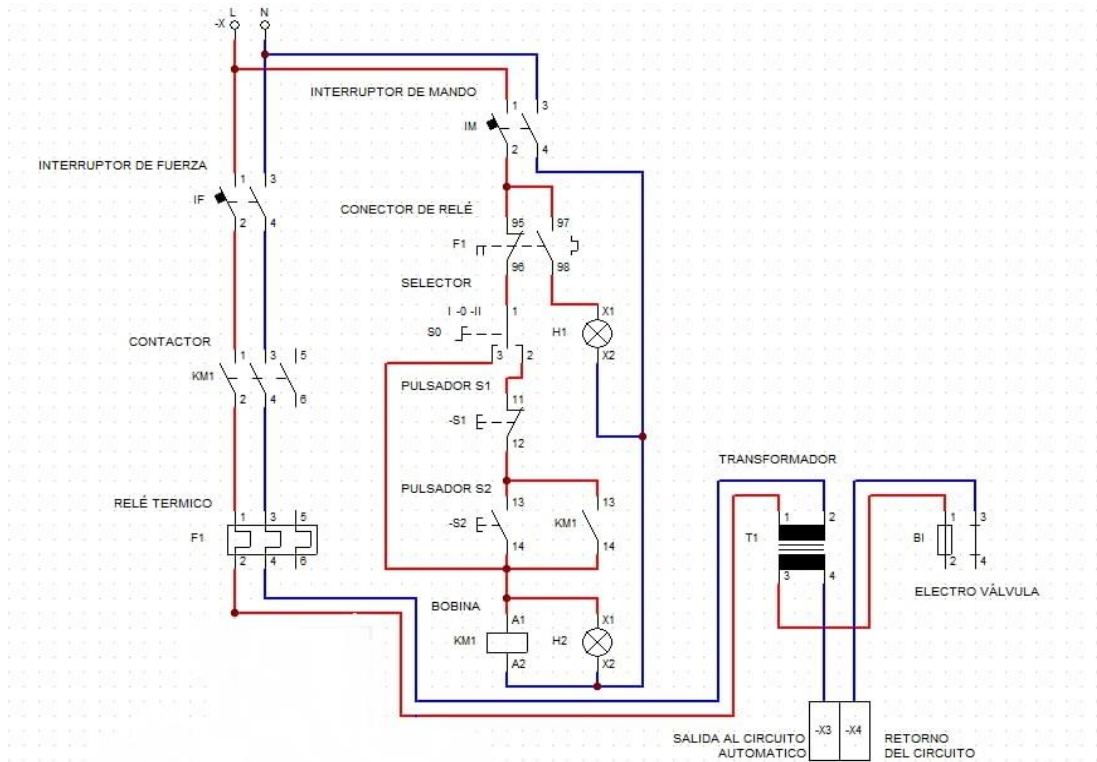 L N
-X
INTERRUPTOR DE MANDO
1 3
IM
2 4
INTERRUPTOR DE FUERZA
1 3
IF
2 4
CONECTOR DE RELÉ
95 97
F1
96 98
SELECTOR
I -0 -II
1
S0
3 2
H1
X1
X2
CONTACTOR
1 3 5
KM1
2 4 6
PULSADOR S1
11
-S1
12
PULSADOR S2
13 13
-S2 KM1
14 14
RELÉ TERMICO
1 3 5
F1
2 4 6
BOBINA
A1 X1
KM1 H2
A2 X2
TRANSFORMADOR
1 2
T1
3 4
1 3
BI
2 4
ELECTRO VÁLVULA
SALIDA AL CIRCUITO
AUTOMATICO
-X3 -X4
RETORNO
DEL CIRCUITO